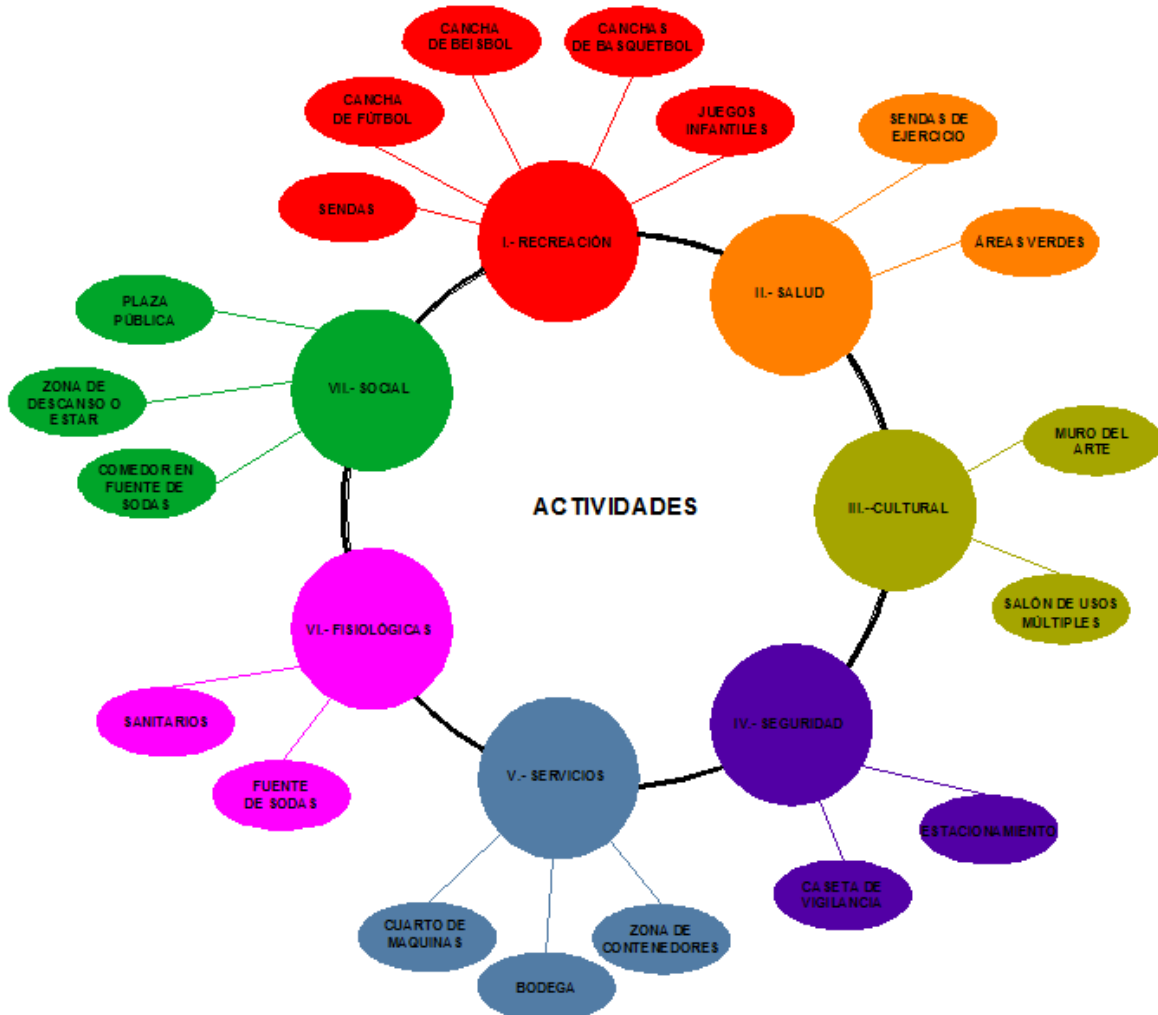 CANCHA
DE BEISBOL
CANCHAS
DE BASQUETBOL
CANCHA
DE FÚTBOL
JUEGOS
INFANTILES
SENDAS
I.- RECREACIÓN
SENDAS DE
EJERCICIO
ÁREAS VERDES
II.- SALUD
MURO DEL
ARTE
III.--CULTURAL
SALÓN DE USOS
MÚLTIPLES
IV.- SEGURIDAD
ESTACIONAMIENTO
CASETA DE
VIGILANCIA
V.- SERVICIOS
ZONA DE
CONTENEDORES
BODEGA
CUARTO DE
MAQUINAS
VI.- FISIOLÓGICAS
SANITARIOS
FUENTE
DE SODAS
VII.- SOCIAL
PLAZA
PÚBLICA
ZONA DE
DESCANSO O
ESTAR
COMEDOR EN
FUENTE DE
SODAS
ACTIVIDADES